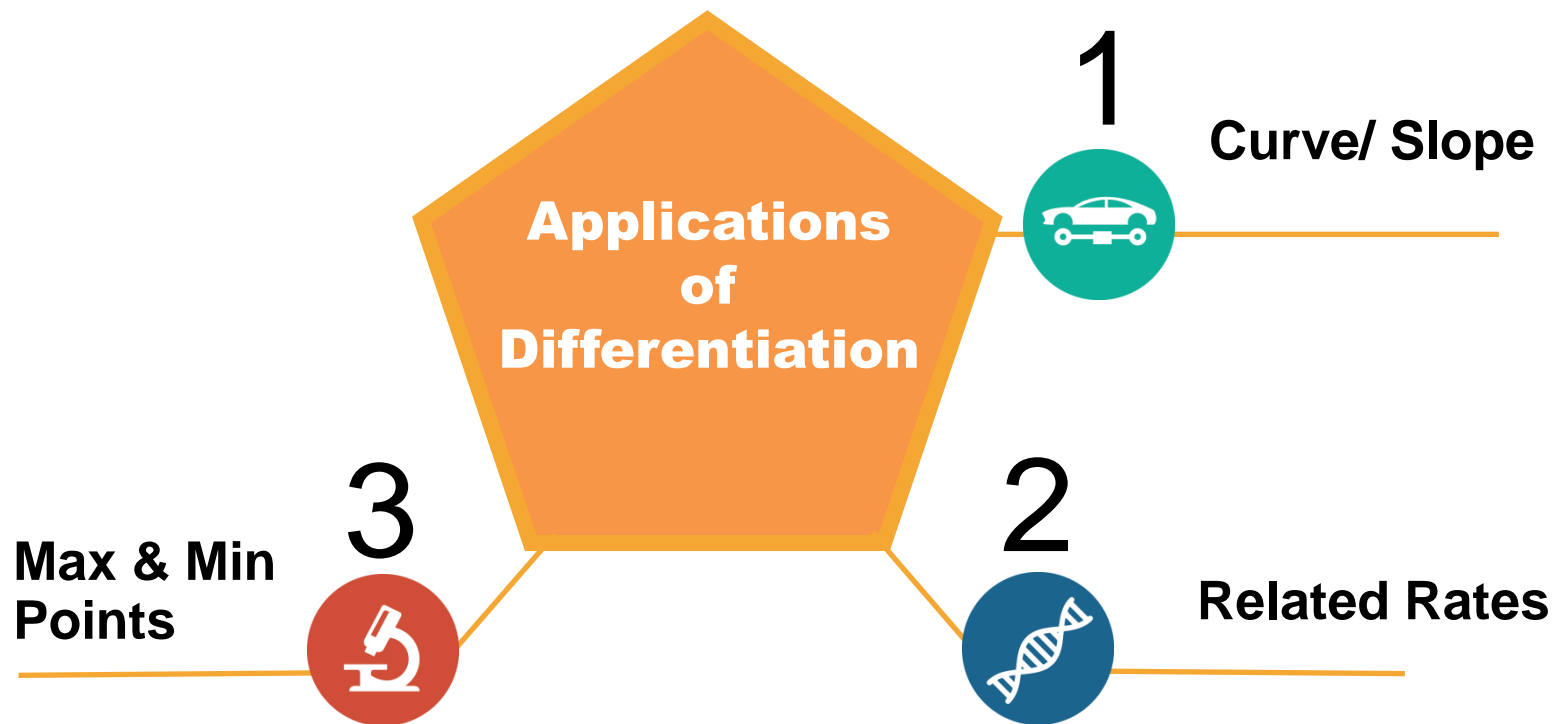 Applications
of
Differentiation
1
Curve/ Slope
2
Related Rates
3
Max & Min
Points